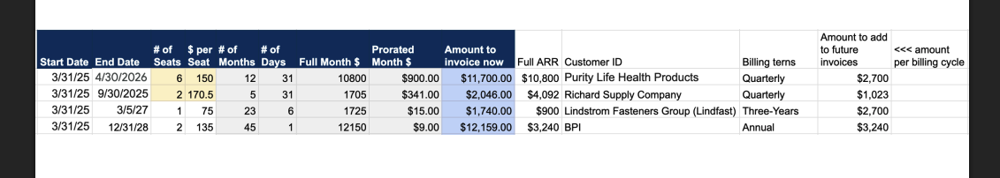 Start Date End Date # of Seats $ per Seat # of Months # of Days Full Month $ Prorated Month $ Amount to invoice now Full ARR Customer ID Billing terns Amount to add to future invoices <<< amount per billing cycle
3/31/25 4/30/2026 6 150 12 31 10800 $900.00 $11,700.00 $10,800 Purity Life Health Products Quarterly $2,700
3/31/25 9/30/2025 2 170.5 5 31 1705 $341.00 $2,046.00 $4,092 Richard Supply Company Quarterly $1,023
3/31/25 3/5/27 1 75 23 6 1725 $15.00 $1,740.00 $900 Lindstrom Fasteners Group (Lindfast) Three-Years $2,700
3/31/25 12/31/28 2 135 45 1 12150 $9.00 $12,159.00 $3,240 BPI Annual $3,240